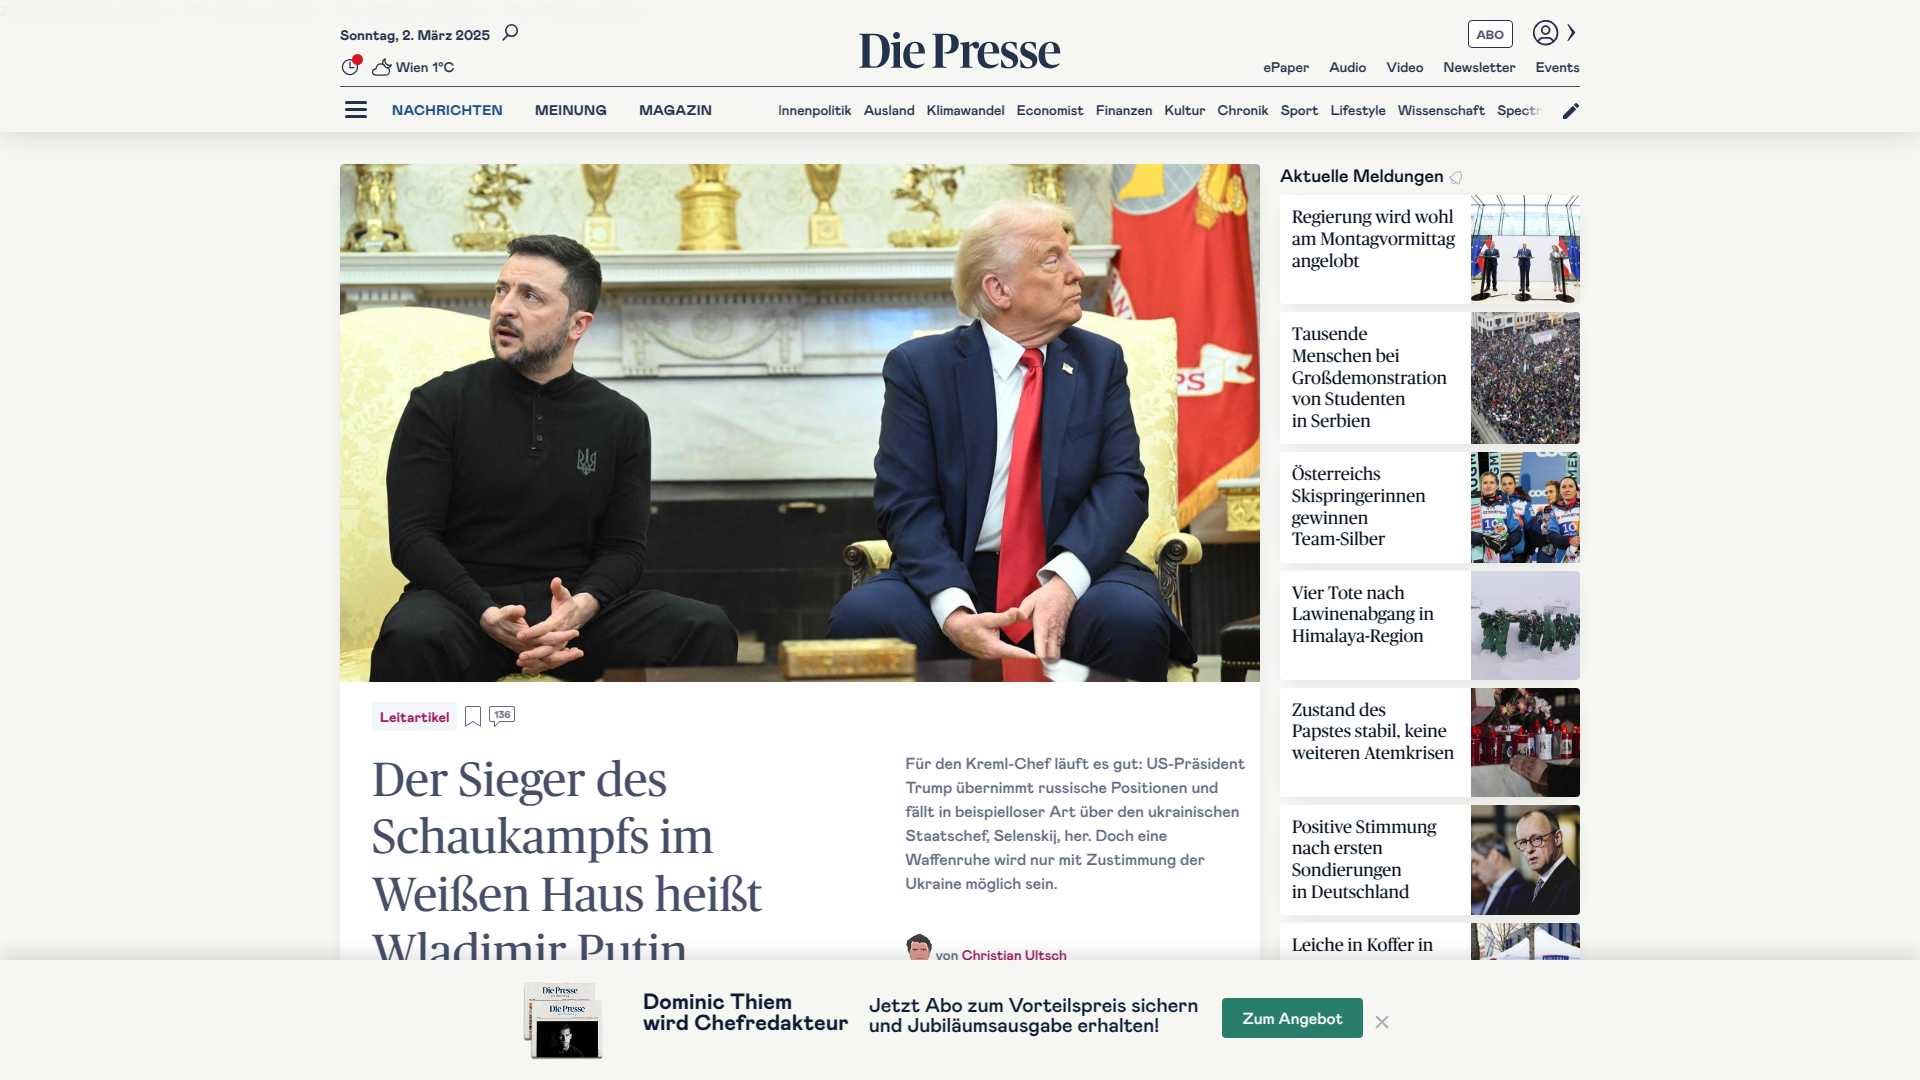 Sonntag, 2. März 2025
Die Presse
ABO
Wien 1°C
ePaper Audio Video Newsletter Events
NACHRICHTEN MEINUNG MAGAZIN
Innenpolitik Ausland Klimawandel Economist Finanzen Kultur Chronik Sport Lifestyle Wissenschaft
Leitartikel
136
Der Sieger des
Schaukampfs im
Weißen Haus heißt
Wladimir Putin
Für den Kreml-Chef läuft es gut: US-Präsident
Trump übernimmt russische Positionen und
fällt in beispielloser Art über den ukrainischen
Staatschef, Selenskij, her. Doch eine
Waffenruhe wird nur mit Zustimmung der
Ukraine möglich sein.
von Christian Ultsch
Aktuelle Meldungen
Regierung wird wohl
am Montagvormittag
angelobt
Tausende
Menschen bei
Großdemonstration
von Studenten
in Serbien
Österreichs
Skispringerinnen
gewinnen
Team-Silber
Vier Tote nach
Lawinenabgang in
Himalaya-Region
Zustand des
Papstes stabil, keine
weiteren Atemkrisen
Positive Stimmung
nach ersten
Sondierungen
in Deutschland
Leiche in Koffer in
Die Presse
Die Presse
Dominic Thiem
wird Chefredakteur
Jetzt Abo zum Vorteilspreis sichern
und Jubiläumsausgabe erhalten!
Zum Angebot